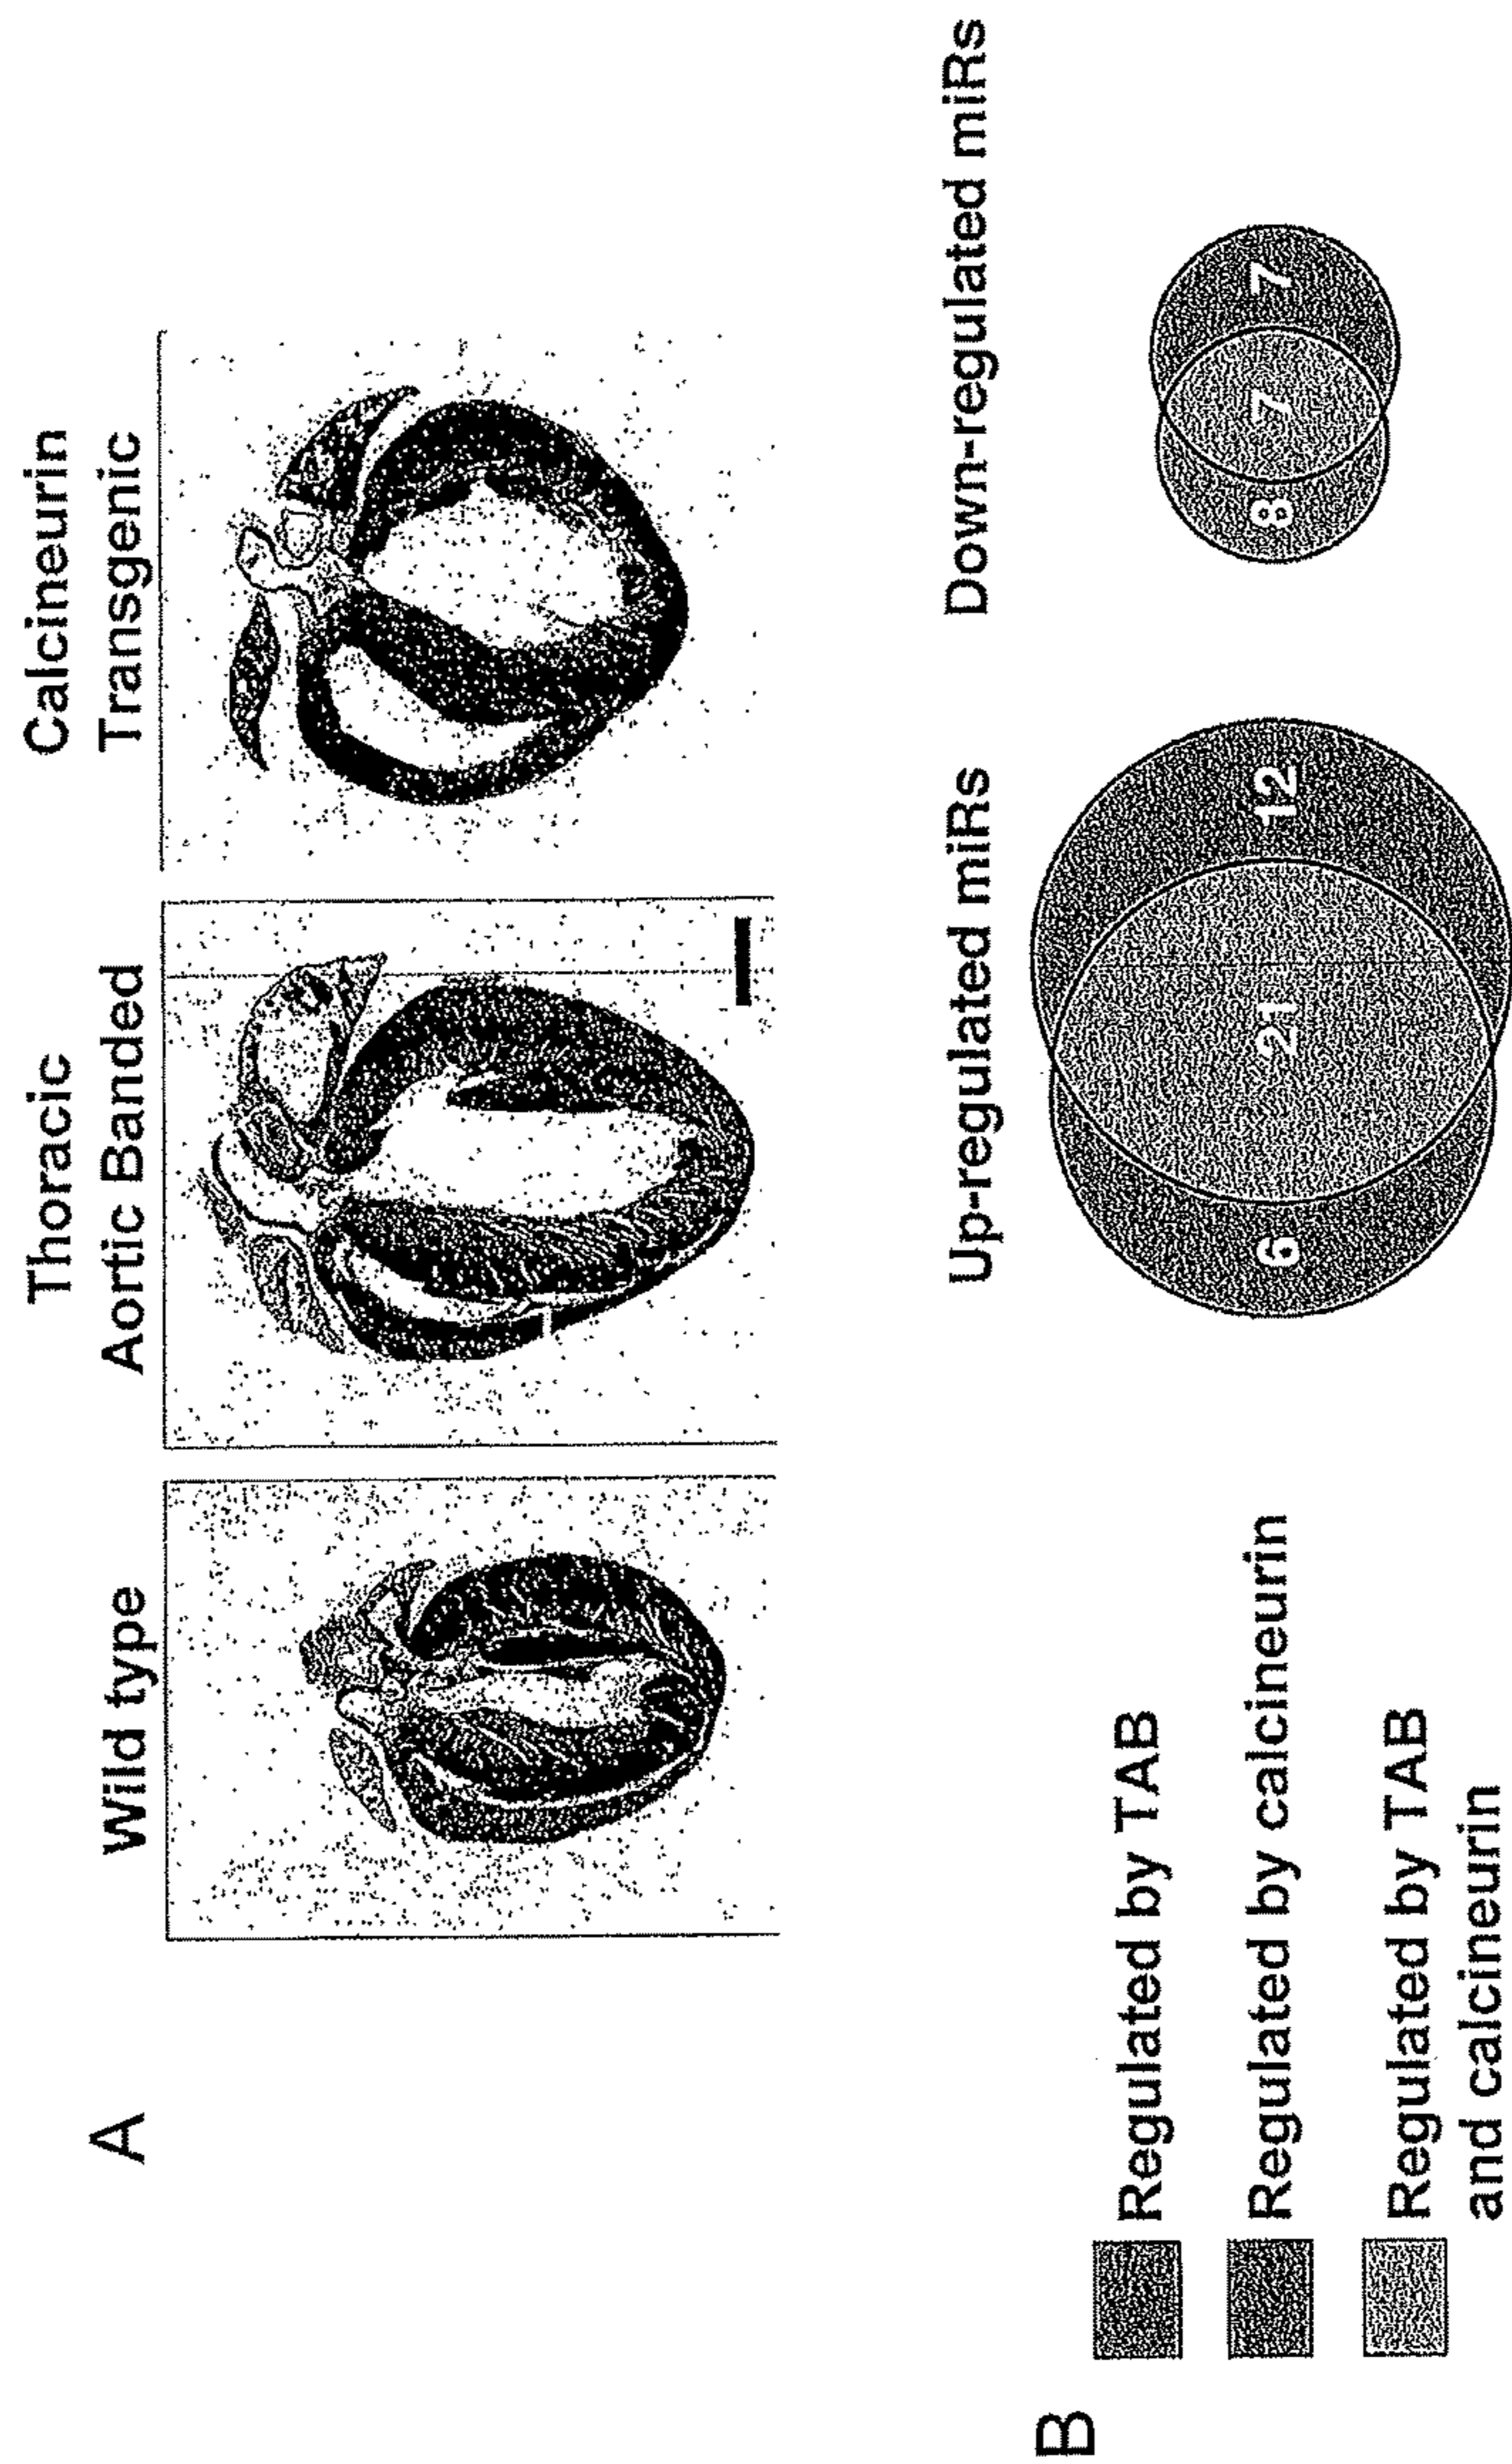 A
Wild type
Thoracic
Aortic Banded
Calcineurin
Transgenic
B
Regulated by TAB
Regulated by calcineurin
Regulated by TAB
and calcineurin
Up-regulated miRs
6
21
12
Down-regulated miRs
8
7
7